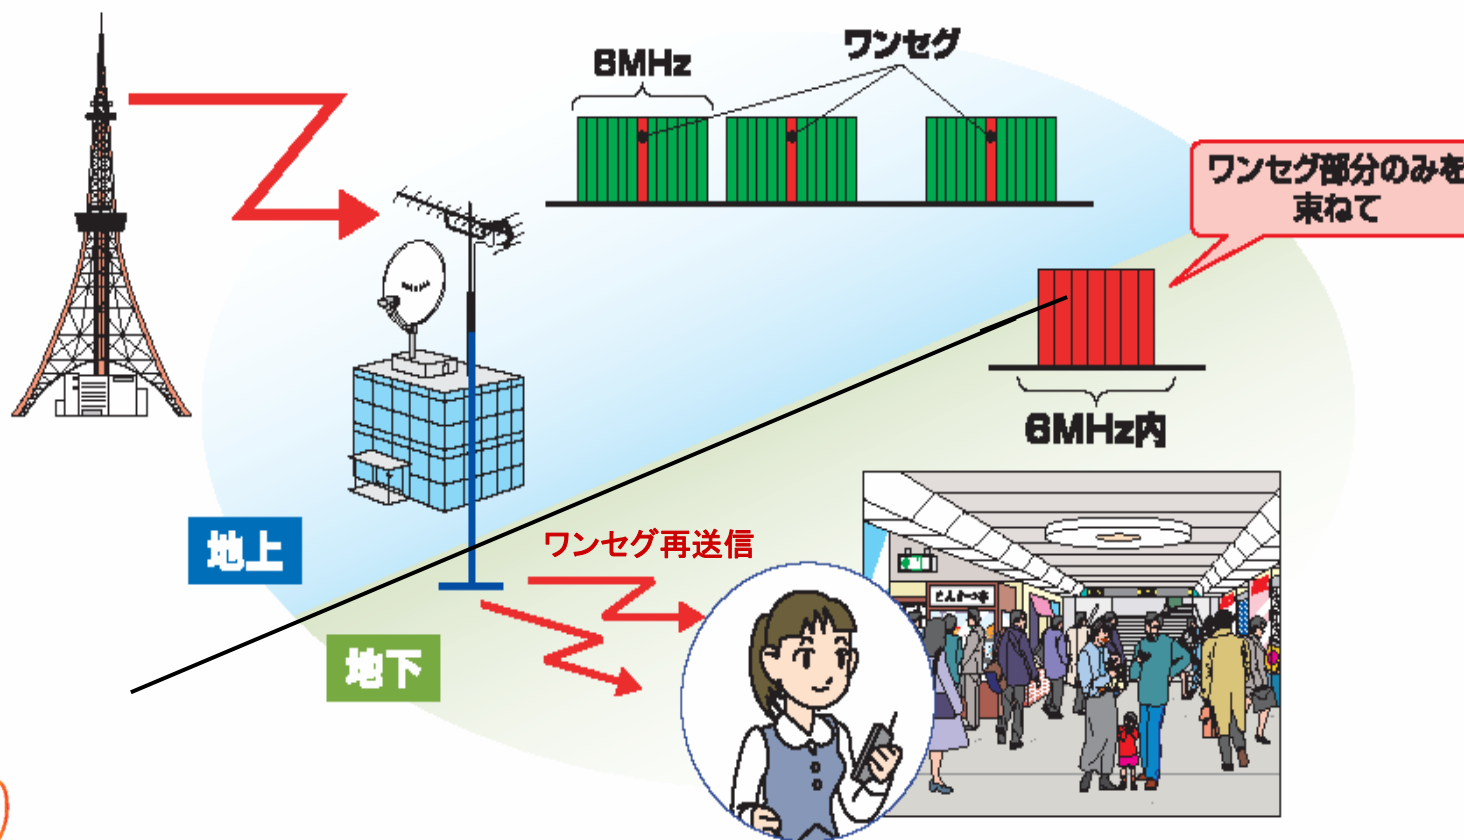 6MHz
ワンセグ
ワンセグ部分のみを
束ねて
6MHz内
地上
ワンセグ再送信
地下
とんかつ亭